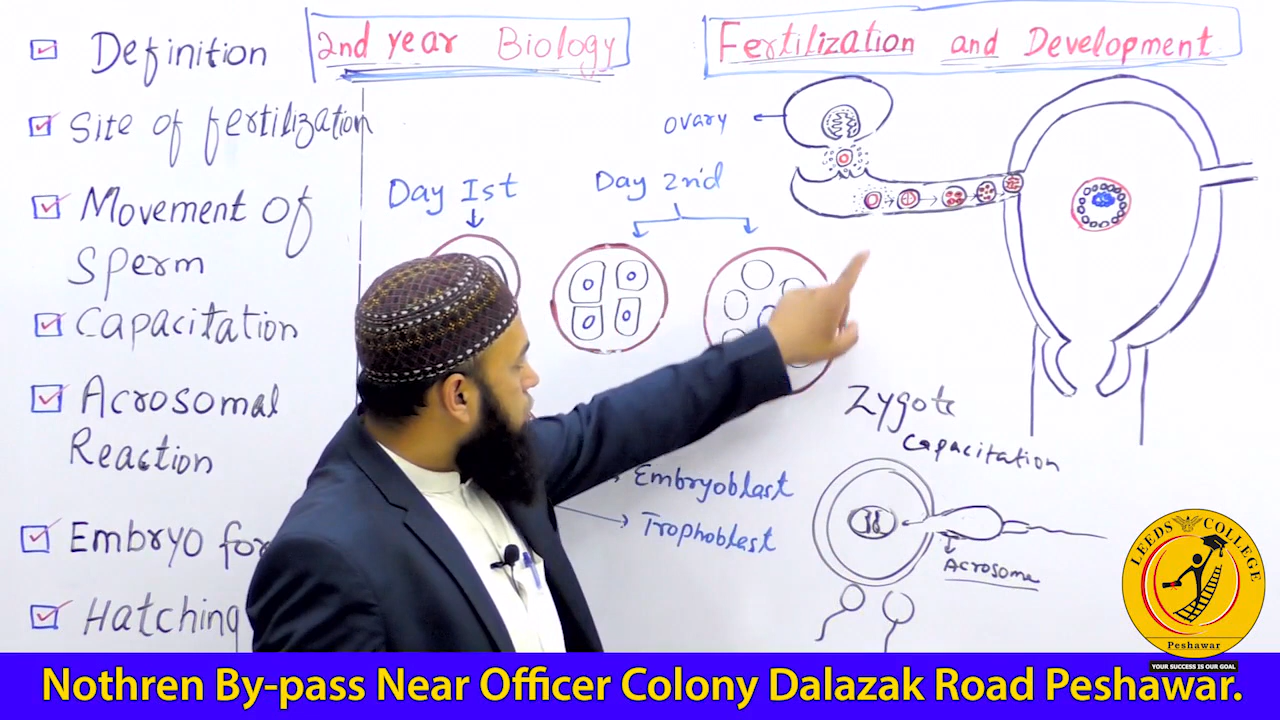 2nd year Biology
Fertilization and Development
Definition
Site of fertilization
Movement Of
Sperm
Capacitation
Acrosomal
Reaction
Embryo for
Hatching
ovary
Day Ist
Day 2nd
Embryoblast
Trophoblast
Zygote
Capacitation
Acrosome
LEEDS COLLEGE
Peshawar
YOUR SUCCESS IS OUR GOAL
Nothren By-pass Near Officer Colony Dalazak Road Peshawar.